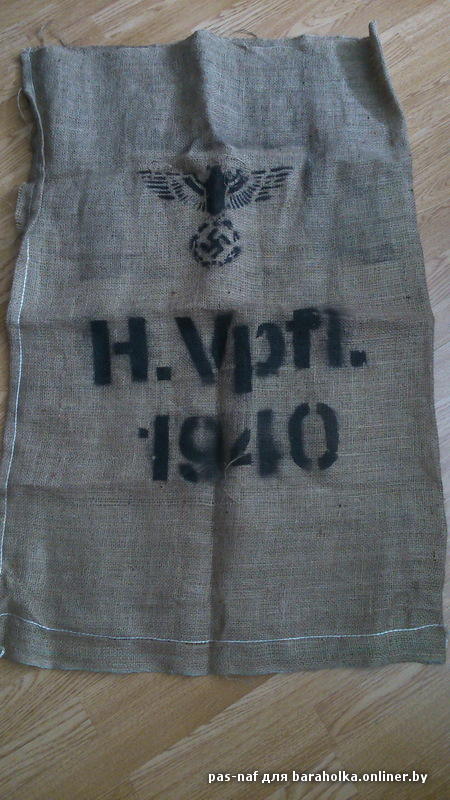 H.Vpfl.
1940
pas-naf для baraholka.onliner.by